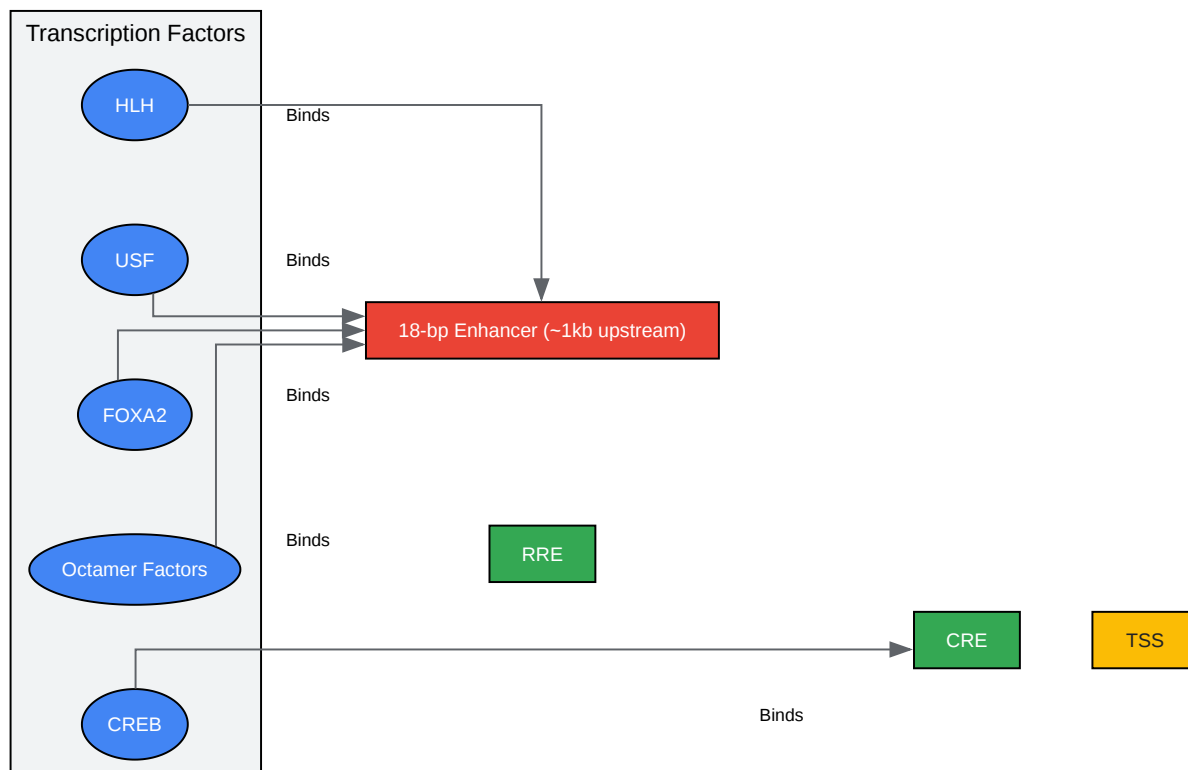 Transcription Factors
HLH
Binds
USF
Binds
18-bp Enhancer (~1kb upstream)
FOXA2
Binds
Octamer Factors
Binds
RRE
CRE
TSS
CREB
Binds